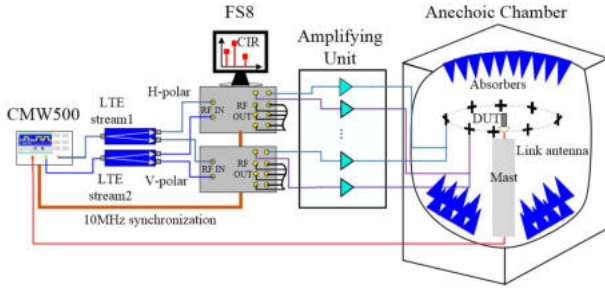 FS8
Amplifying
Unit
Anechoic Chamber
CIR
H-polar
LTE
stream1
CMW500
RF IN
RF
OUT
Absorbers
DUT
Link antenna
RF IN
RF
OUT
LTE
stream2
V-polar
Mast
10MHz synchronization